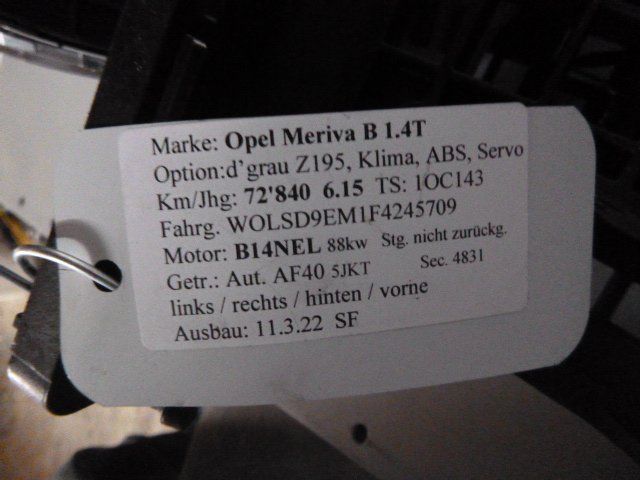 Marke: Opel Meriva B 1.4T
Option:d'grau Z195, Klima, ABS, Servo
Km/Jhg: 72'840 6.15 TS: 1OC143
Fahrg. WOLSD9EM1F4245709
Motor: B14NEL 88kw Stg. nicht zurückg.
Getr.: Aut. AF40 5JKT Sec. 4831
links / rechts / hinten / vorne
Ausbau: 11.3.22 SF